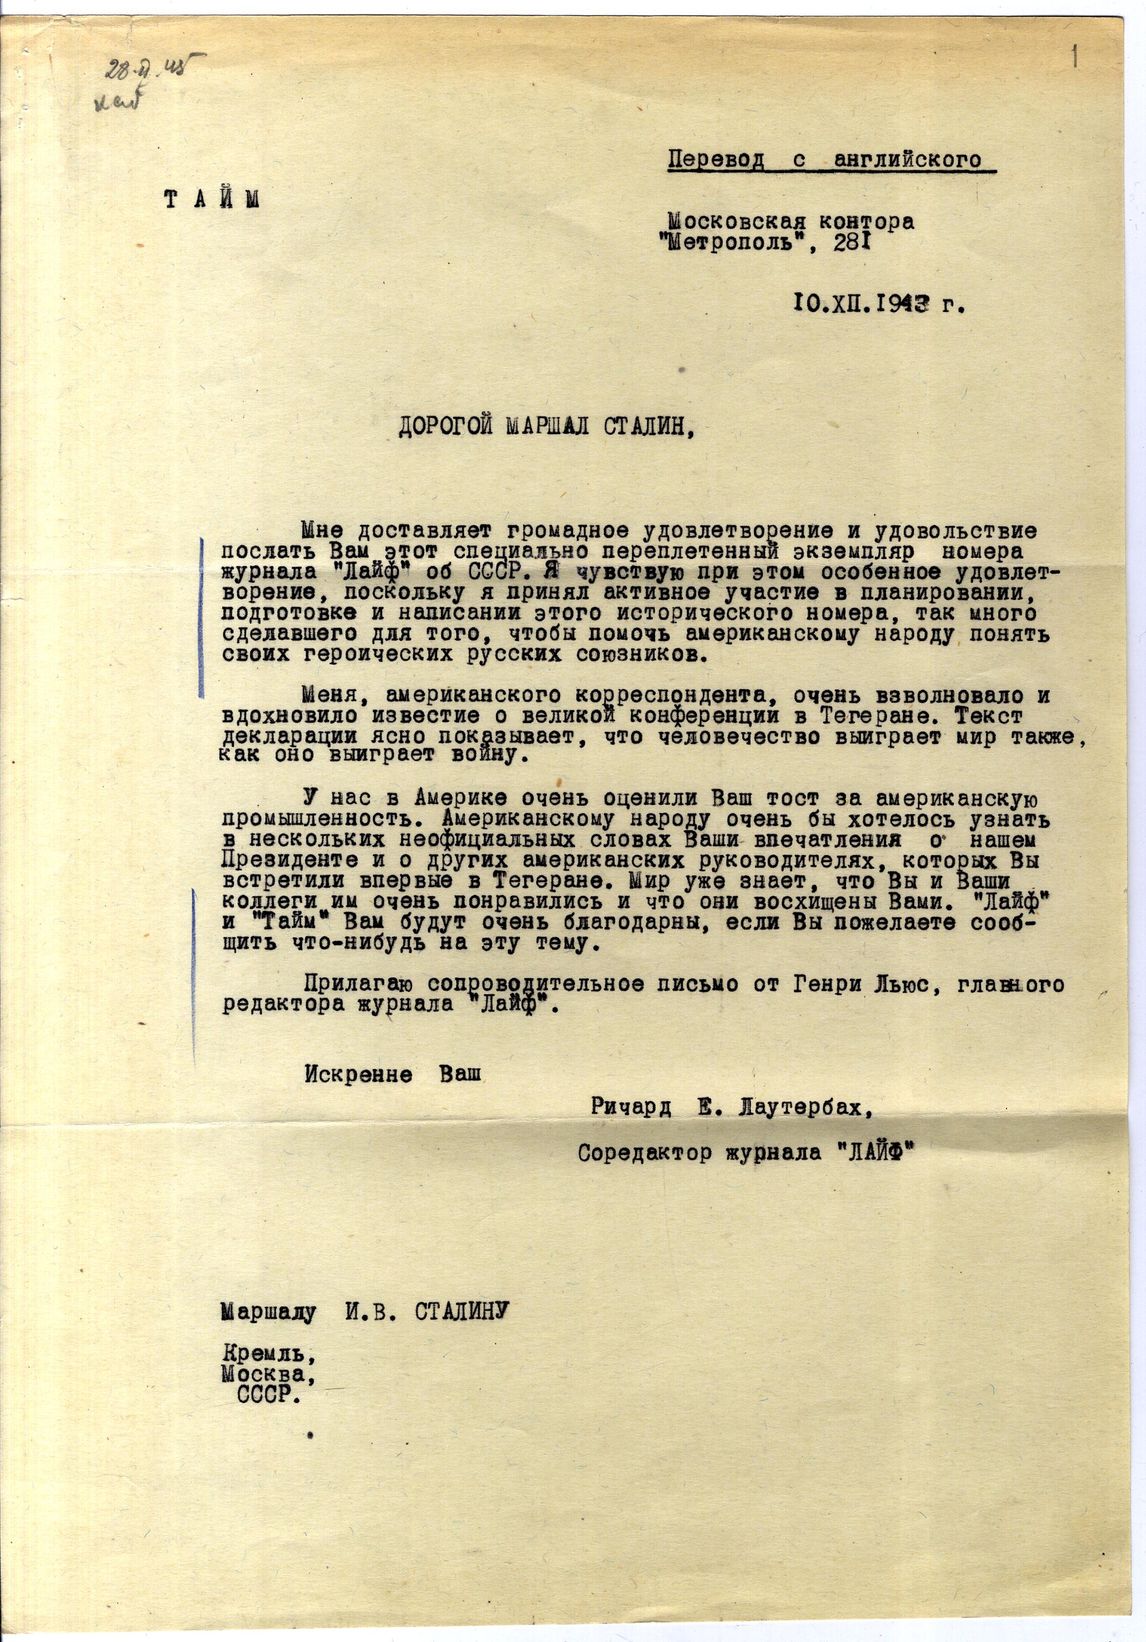 28.II.45
1
Перевод с английского
ТАЙМ
Московская контора
"Метрополь", 281
10.XII.1943 г.
ДОРОГОЙ МАРШАЛ СТАЛИН,
Мне доставляет громадное удовлетворение и удовольствие
послать Вам этот специально переплетенный экземпляр номера
журнала "Лайф" об СССР. Я чувствую при этом особенное удовлет-
ворение, поскольку я принял активное участие в планировании,
подготовке и написании этого исторического номера, так много
сделавшего для того, чтобы помочь американскому народу понять
своих героических русских союзников.
Меня, американского корреспондента, очень взволновало и
вдохновило известие о великой конференции в Тегеране. Текст
декларации ясно показывает, что человечество выиграет мир также,
как оно выиграет войну.
У нас в Америке очень оценили Ваш тост за американскую
промышленность. Американскому народу очень бы хотелось узнать
в нескольких неофициальных словах Ваши впечатления о нашем
Президенте и о других американских руководителях, которых Вы
встретили впервые в Тегеране. Мир уже знает, что Вы и Ваши
коллеги им очень понравились и что они восхищены Вами. "Лайф"
и "Тайм" Вам будут очень благодарны, если Вы пожелаете сооб-
щить что-нибудь на эту тему.
Прилагаю сопроводительное письмо от Генри Льюс, главного
редактора журнала "Лайф".
Искренне Ваш
Ричард Е. Лаутербах,
Соредактор журнала "ЛАЙФ"
Маршалу И.В. СТАЛИНУ
Кремль,
Москва,
СССР.